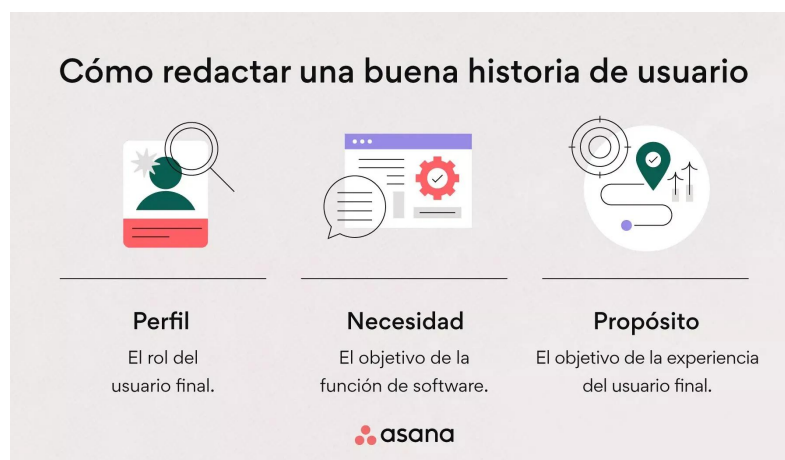 Cómo redactar una buena historia de usuario
Perfil
El rol del
usuario final.
Necesidad
El objetivo de la
función de software.
Propósito
El objetivo de la experiencia
del usuario final.
asana